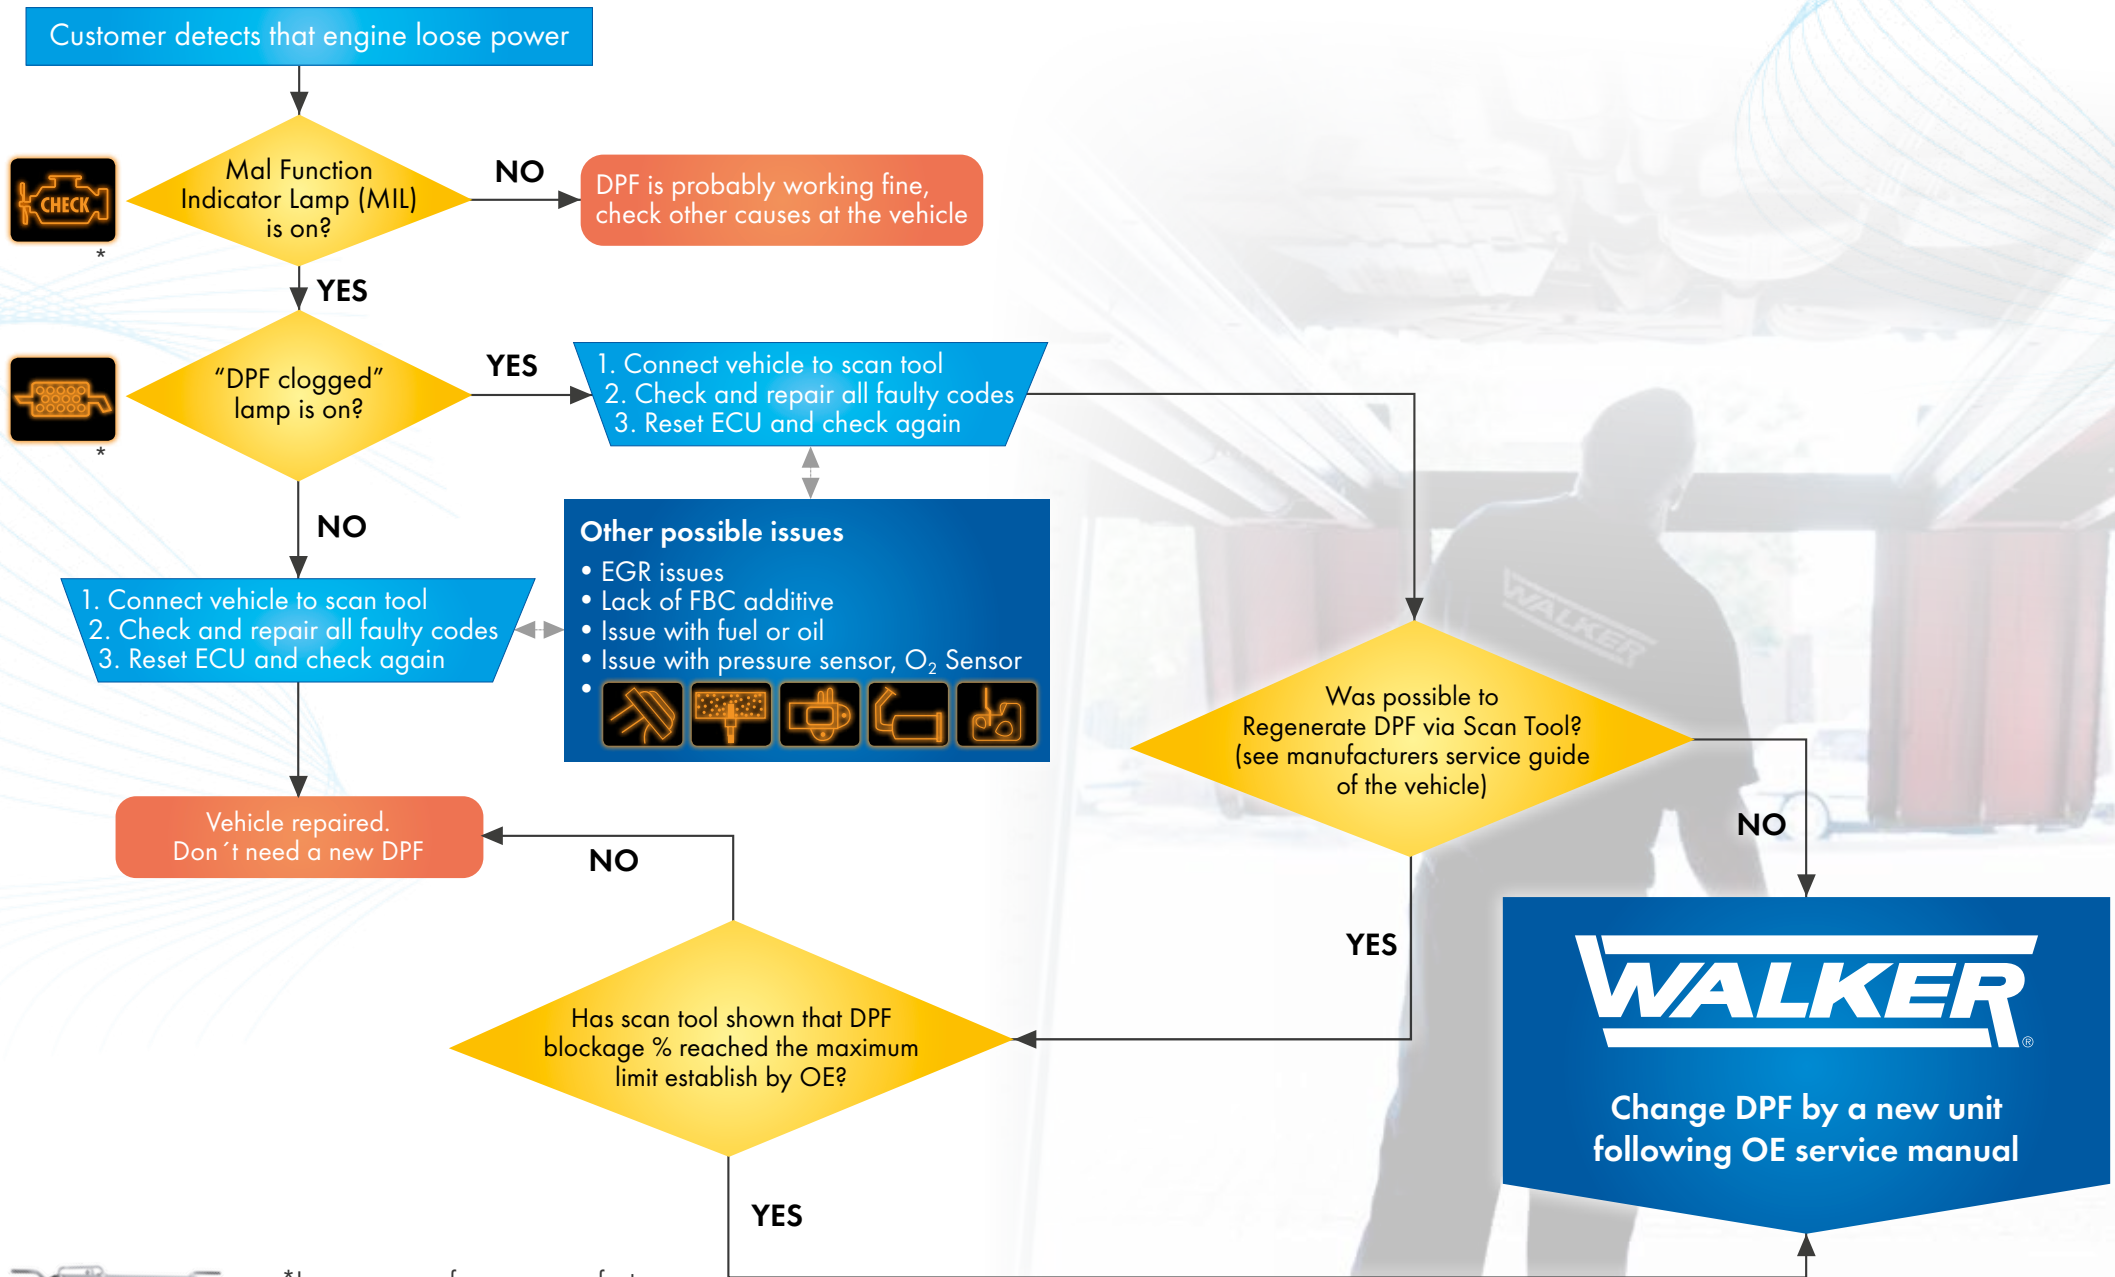 Customer detects that engine loose power
Mal Function
Indicator Lamp (MIL)
is on?
CHECK
*
NO
DPF is probably working fine,
check other causes at the vehicle
YES
"DPF clogged"
lamp is on?
*
YES
1. Connect vehicle to scan tool
2. Check and repair all faulty codes
3. Reset ECU and check again
NO
Other possible issues
• EGR issues
• Lack of FBC additive
• Issue with fuel or oil
• Issue with pressure sensor, O₂ Sensor
•
1. Connect vehicle to scan tool
2. Check and repair all faulty codes
3. Reset ECU and check again
WALKER
Was possible to
Regenerate DPF via Scan Tool?
(see manufacturers service guide
of the vehicle)
Vehicle repaired.
Don´t need a new DPF
NO
NO
YES
WALKER®
Has scan tool shown that DPF
blockage % reached the maximum
limit establish by OE?
Change DPF by a new unit
following OE service manual
YES